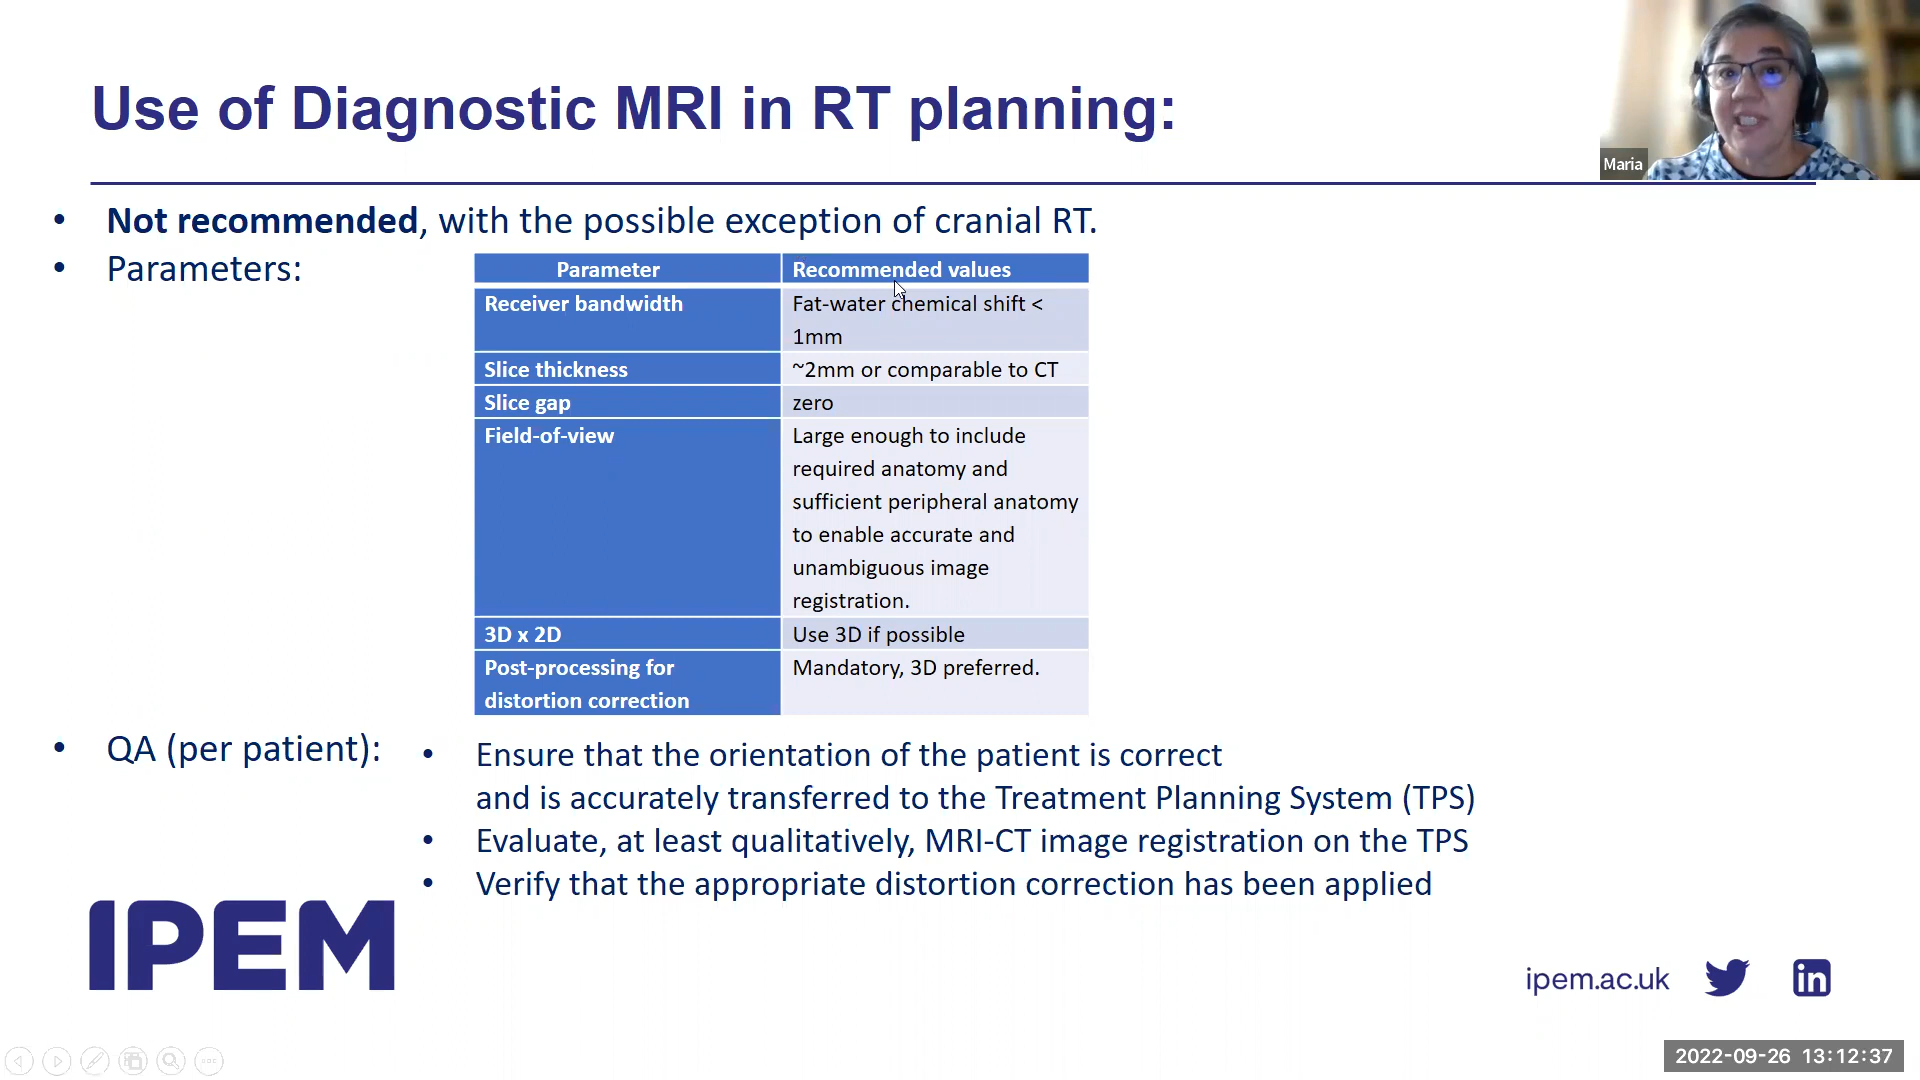 Use of Diagnostic MRI in RT planning:
Maria
• Not recommended, with the possible exception of cranial RT.
• Parameters:
Parameter
Recommended values
Receiver bandwidth
Fat-water chemical shift <
1mm
Slice thickness
~2mm or comparable to CT
Slice gap
zero
Field-of-view
Large enough to include
required anatomy and
sufficient peripheral anatomy
to enable accurate and
unambiguous image
registration.
3D x 2D
Use 3D if possible
Post-processing for
distortion correction
Mandatory, 3D preferred.
• QA (per patient):
• Ensure that the orientation of the patient is correct
and is accurately transferred to the Treatment Planning System (TPS)
• Evaluate, at least qualitatively, MRI-CT image registration on the TPS
• Verify that the appropriate distortion correction has been applied
IPEM
ipem.ac.uk
in
2022-09-26 13:12:37